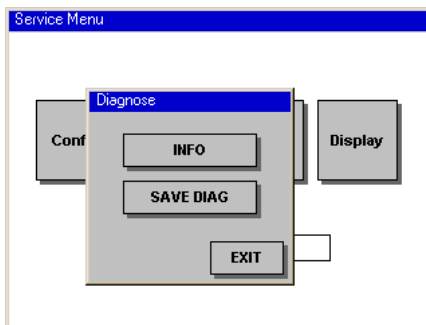 Service Menu
Diagnose
Conf
INFO
Display
SAVE DIAG
EXIT